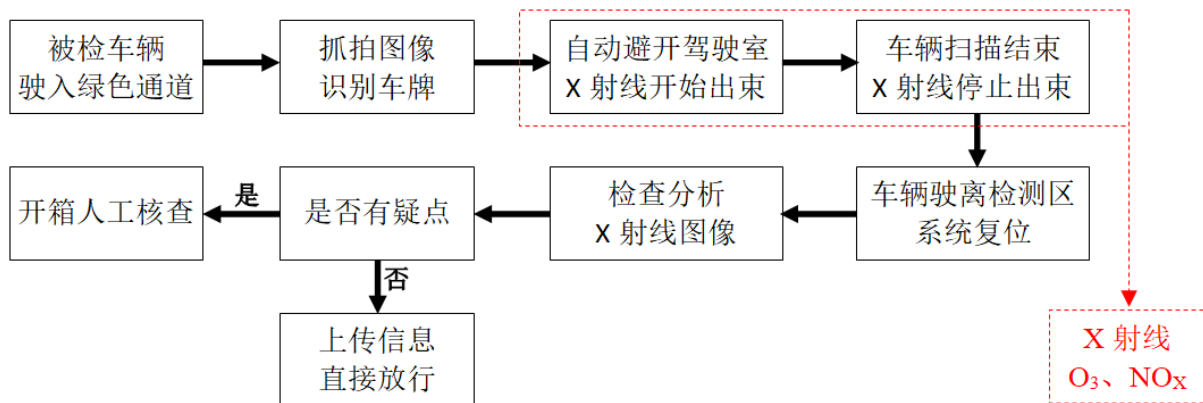 被检车辆
驶入绿色通道
抓拍图像
识别车牌
自动避开驾驶室
X 射线开始出束
车辆扫描结束
X 射线停止出束
车辆驶离检测区
系统复位
检查分析
X 射线图像
是否有疑点
是
开箱人工核查
否
上传信息
直接放行
X 射线
O₃、NOX